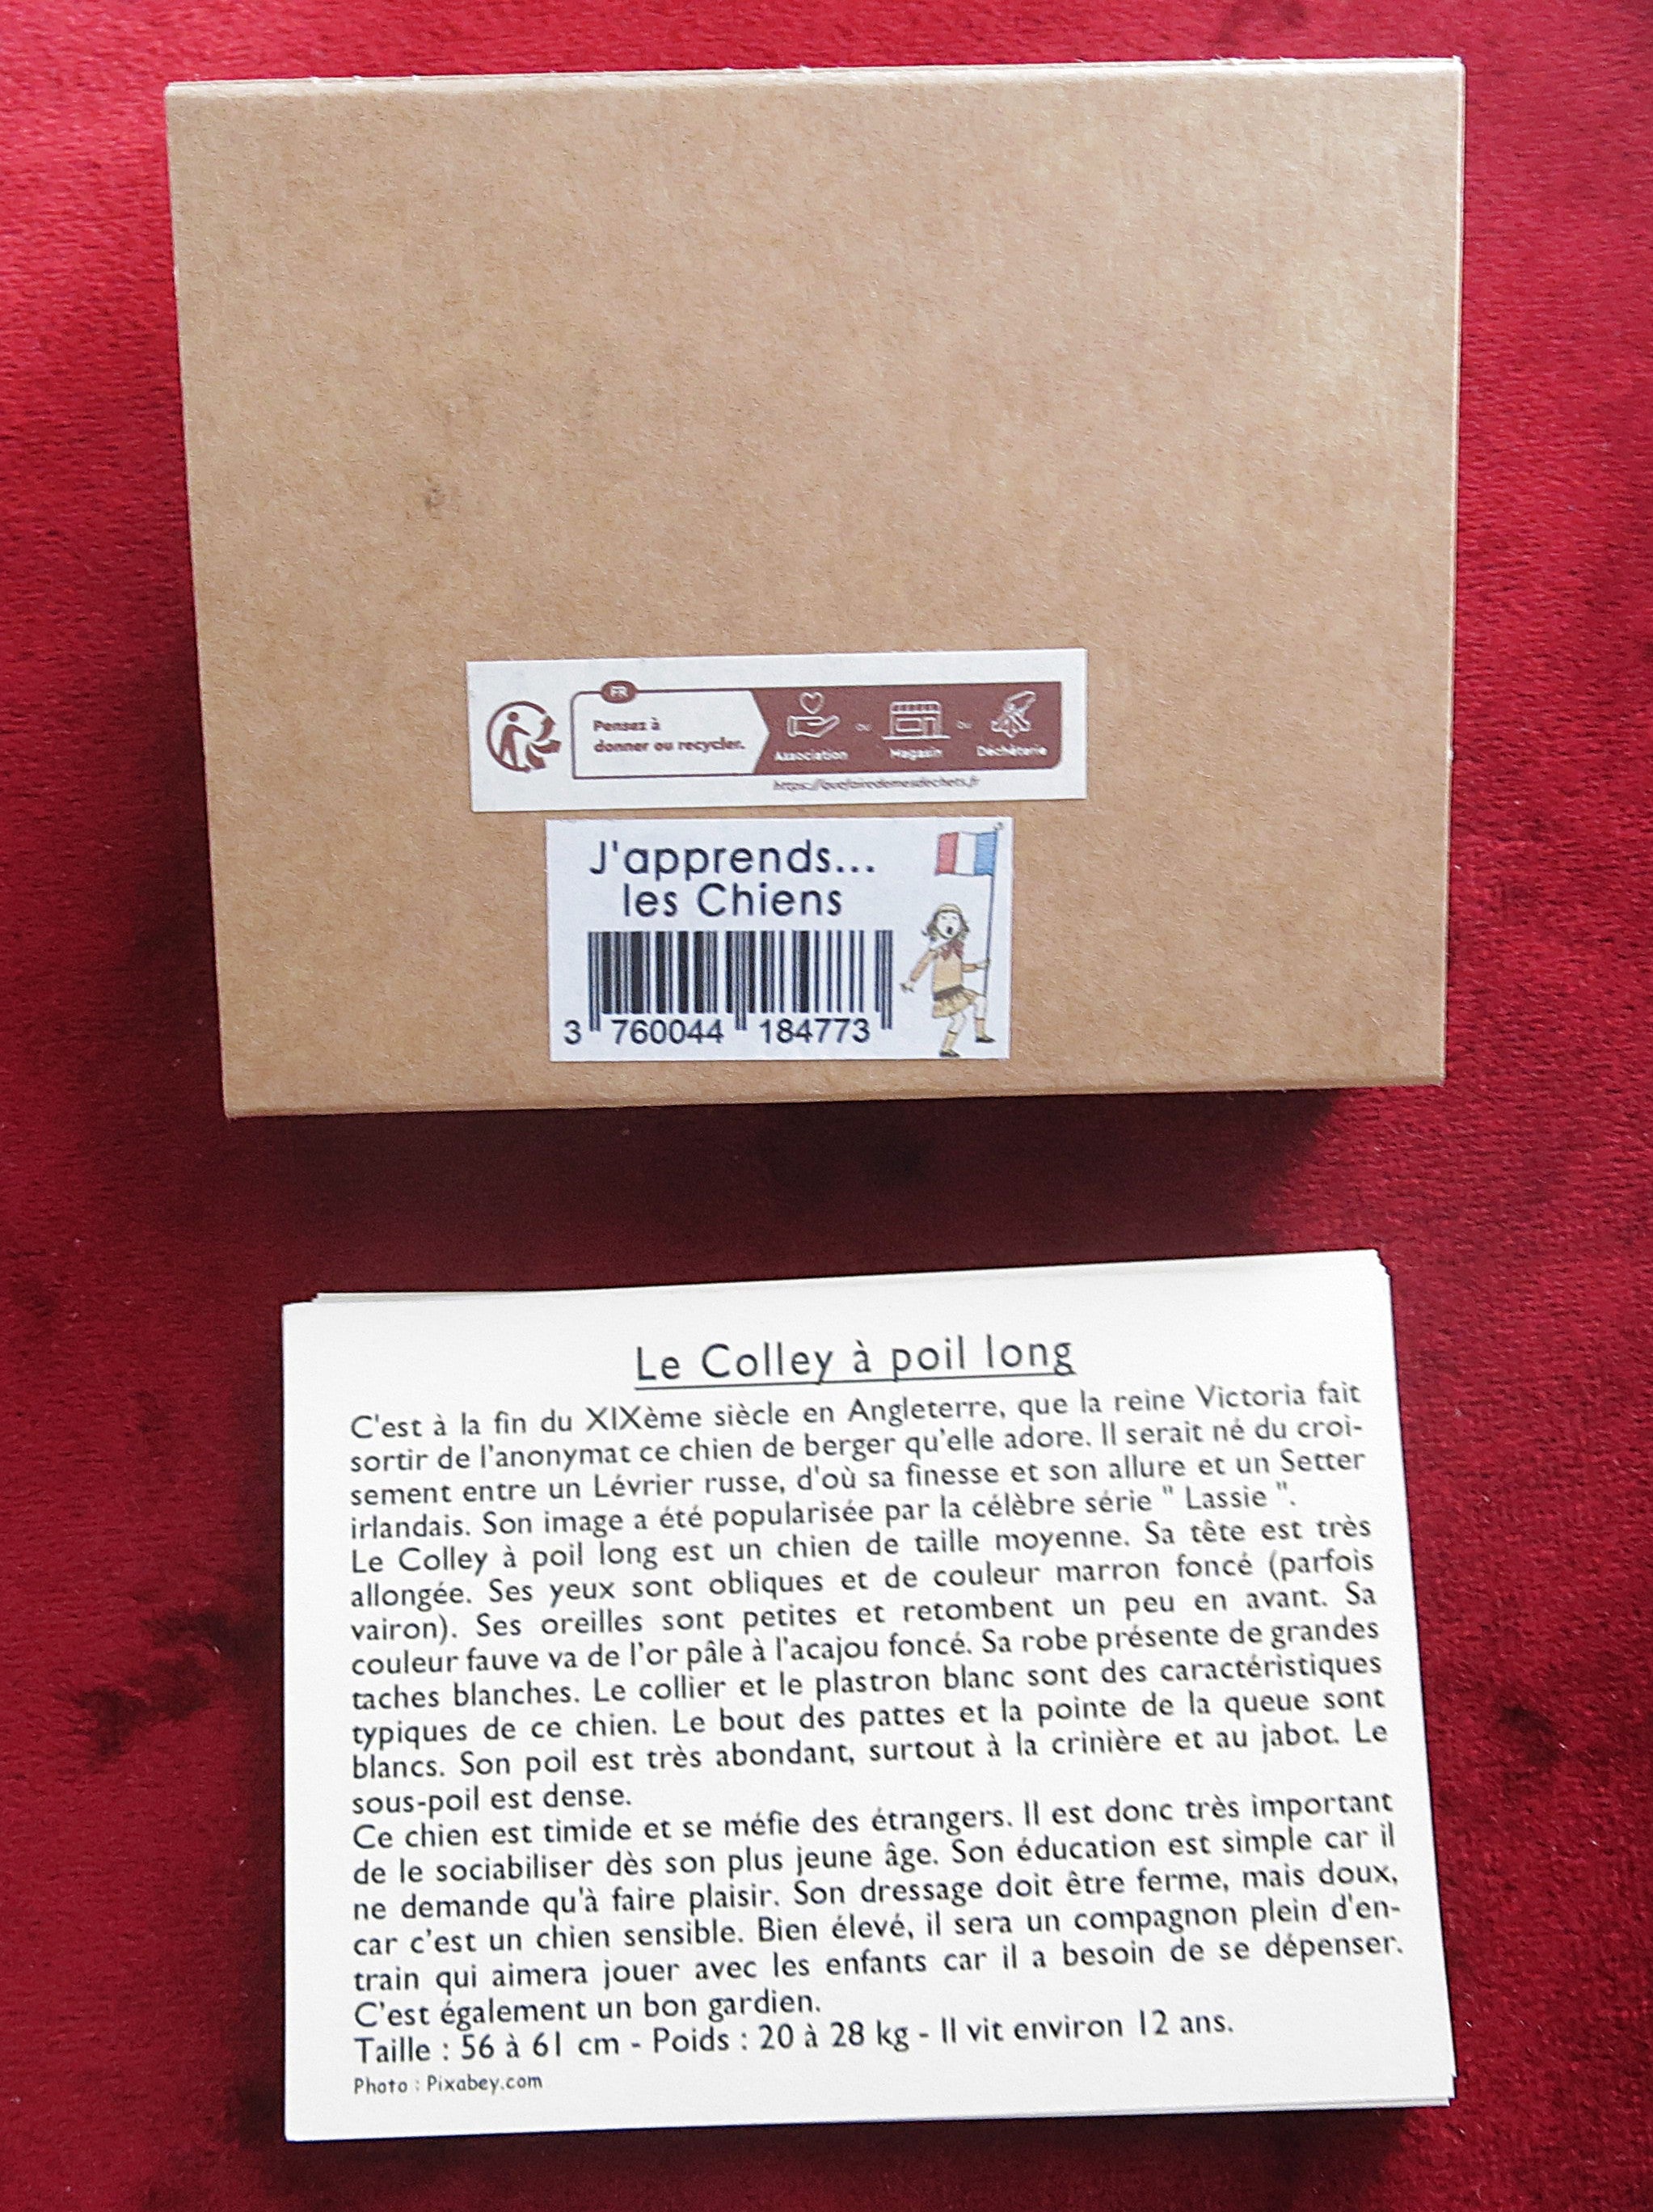 FR
Pensez à
donner ou recycler.
Association
ou
Magasin
ou
Déchèterie
https://quefairedemesdechets.fr
J'apprends...
les Chiens
3 760044 184773
Le Colley à poil long
C'est à la fin du XIXème siècle en Angleterre, que la reine Victoria fait
sortir de l'anonymat ce chien de berger qu'elle adore. Il serait né du croi-
sement entre un Lévrier russe, d'où sa finesse et son allure et un Setter
irlandais. Son image a été popularisée par la célèbre série " Lassie ".
Le Colley à poil long est un chien de taille moyenne. Sa tête est très
allongée. Ses yeux sont obliques et de couleur marron foncé (parfois
vairon). Ses oreilles sont petites et retombent un peu en avant. Sa
couleur fauve va de l'or pâle à l'acajou foncé. Sa robe présente de grandes
taches blanches. Le collier et le plastron blanc sont des caractéristiques
typiques de ce chien. Le bout des pattes et la pointe de la queue sont
blancs. Son poil est très abondant, surtout à la crinière et au jabot. Le
sous-poil est dense.
Ce chien est timide et se méfie des étrangers. Il est donc très important
de le sociabiliser dès son plus jeune âge. Son éducation est simple car il
ne demande qu'à faire plaisir. Son dressage doit être ferme, mais doux,
car c'est un chien sensible. Bien élevé, il sera un compagnon plein d'en-
train qui aimera jouer avec les enfants car il a besoin de se dépenser.
C'est également un bon gardien.
Taille : 56 à 61 cm - Poids : 20 à 28 kg - Il vit environ 12 ans.
Photo : Pixabey.com